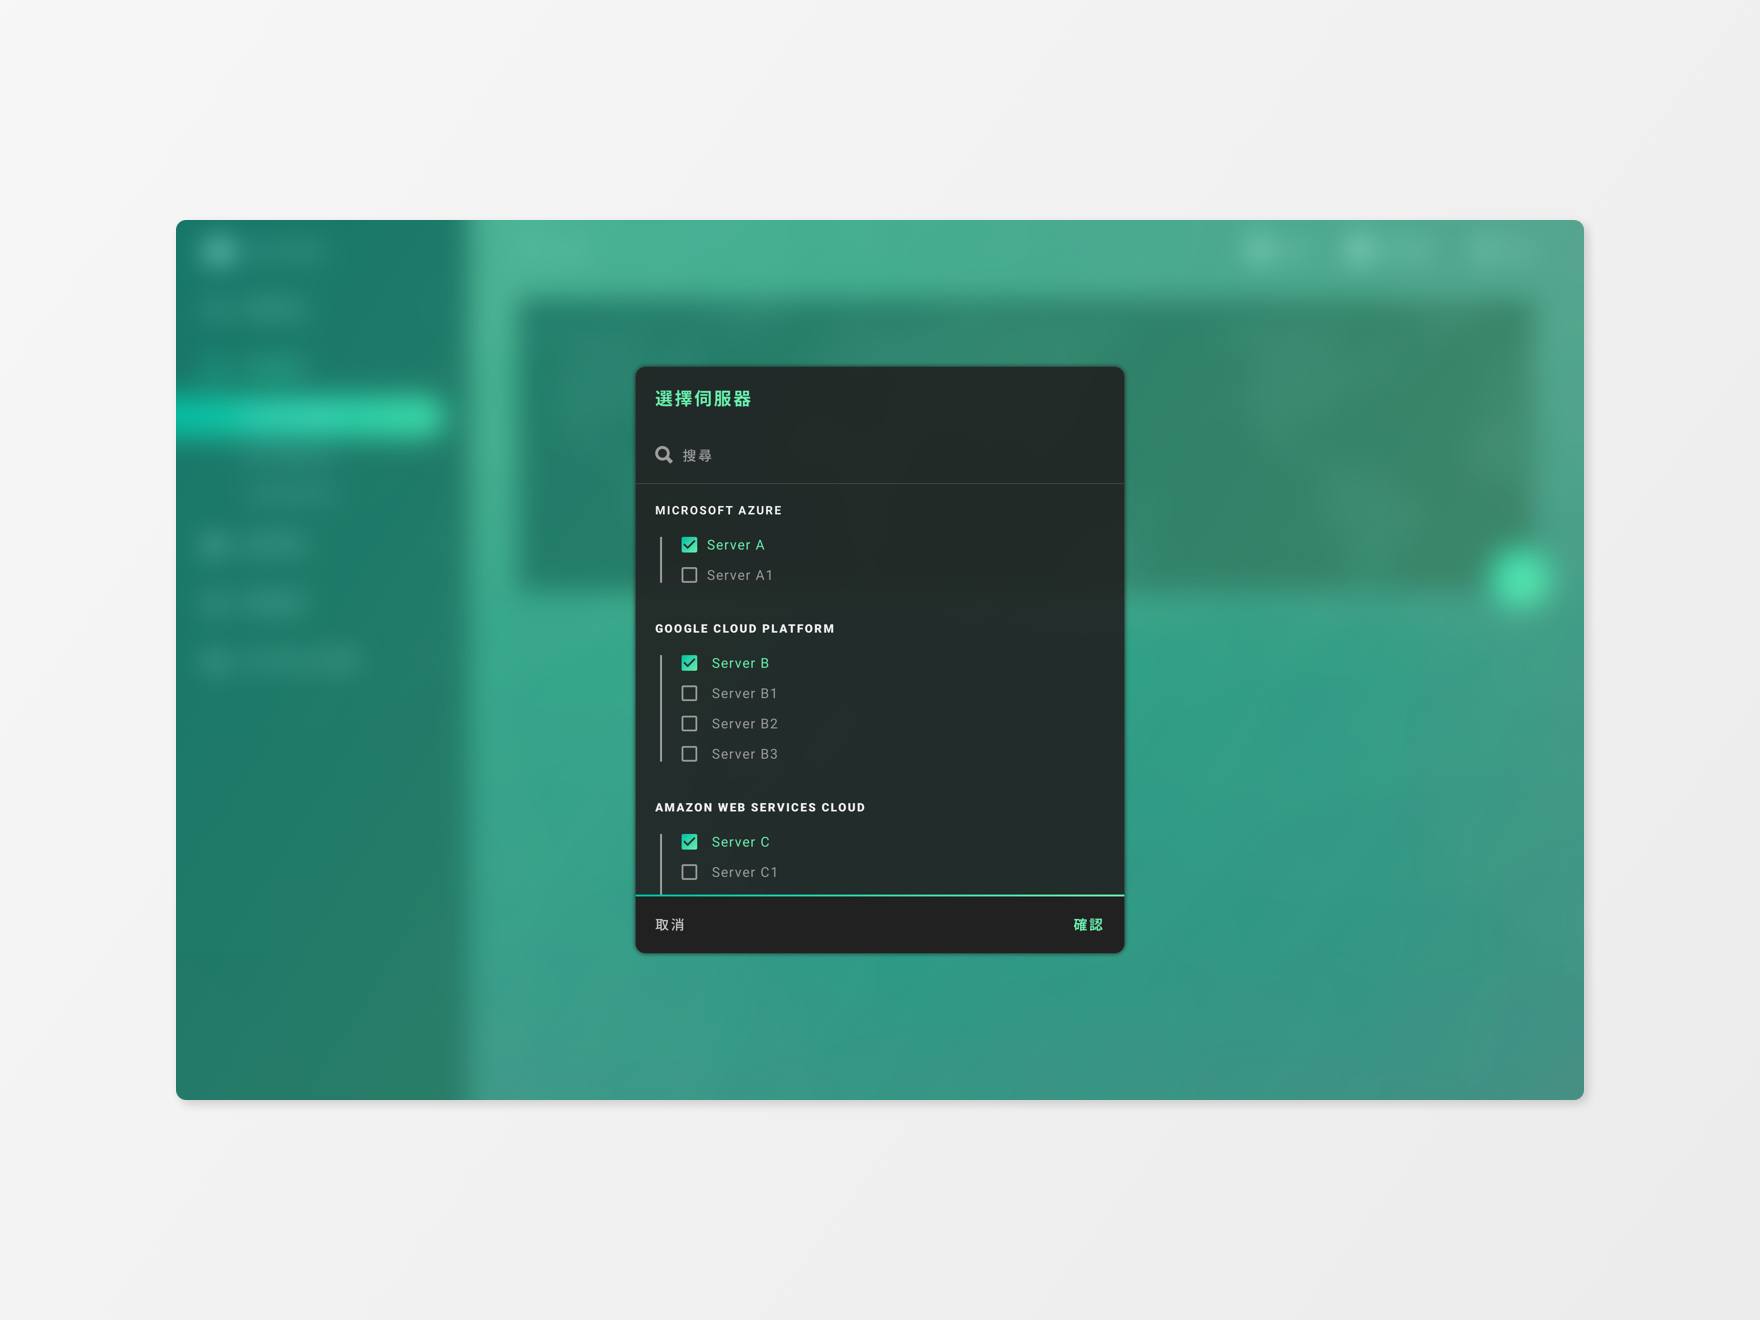 選擇伺服器
搜尋
MICROSOFT AZURE
Server A
Server A1
GOOGLE CLOUD PLATFORM
Server B
Server B1
Server B2
Server B3
AMAZON WEB SERVICES CLOUD
Server C
Server C1
取消 確認